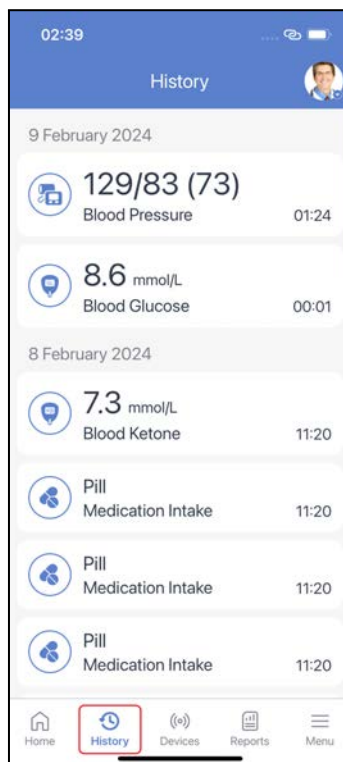 02:39
History
9 February 2024
129/83 (73)
Blood Pressure 01:24
8.6 mmol/L
Blood Glucose 00:01
8 February 2024
7.3 mmol/L
Blood Ketone 11:20
Pill
Medication Intake 11:20
Pill
Medication Intake 11:20
Pill
Medication Intake 11:20
Home History Devices Reports Menu